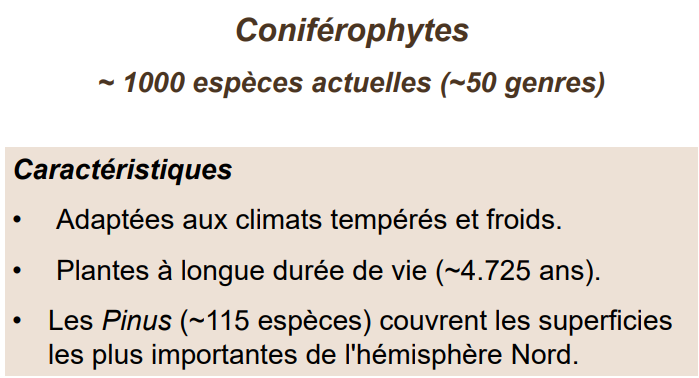 Coniférophytes
~ 1000 espèces actuelles (~50 genres)
Caractéristiques
• Adaptées aux climats tempérés et froids.
• Plantes à longue durée de vie (~4.725 ans).
• Les Pinus (~115 espèces) couvrent les superficies
les plus importantes de l'hémisphère Nord.